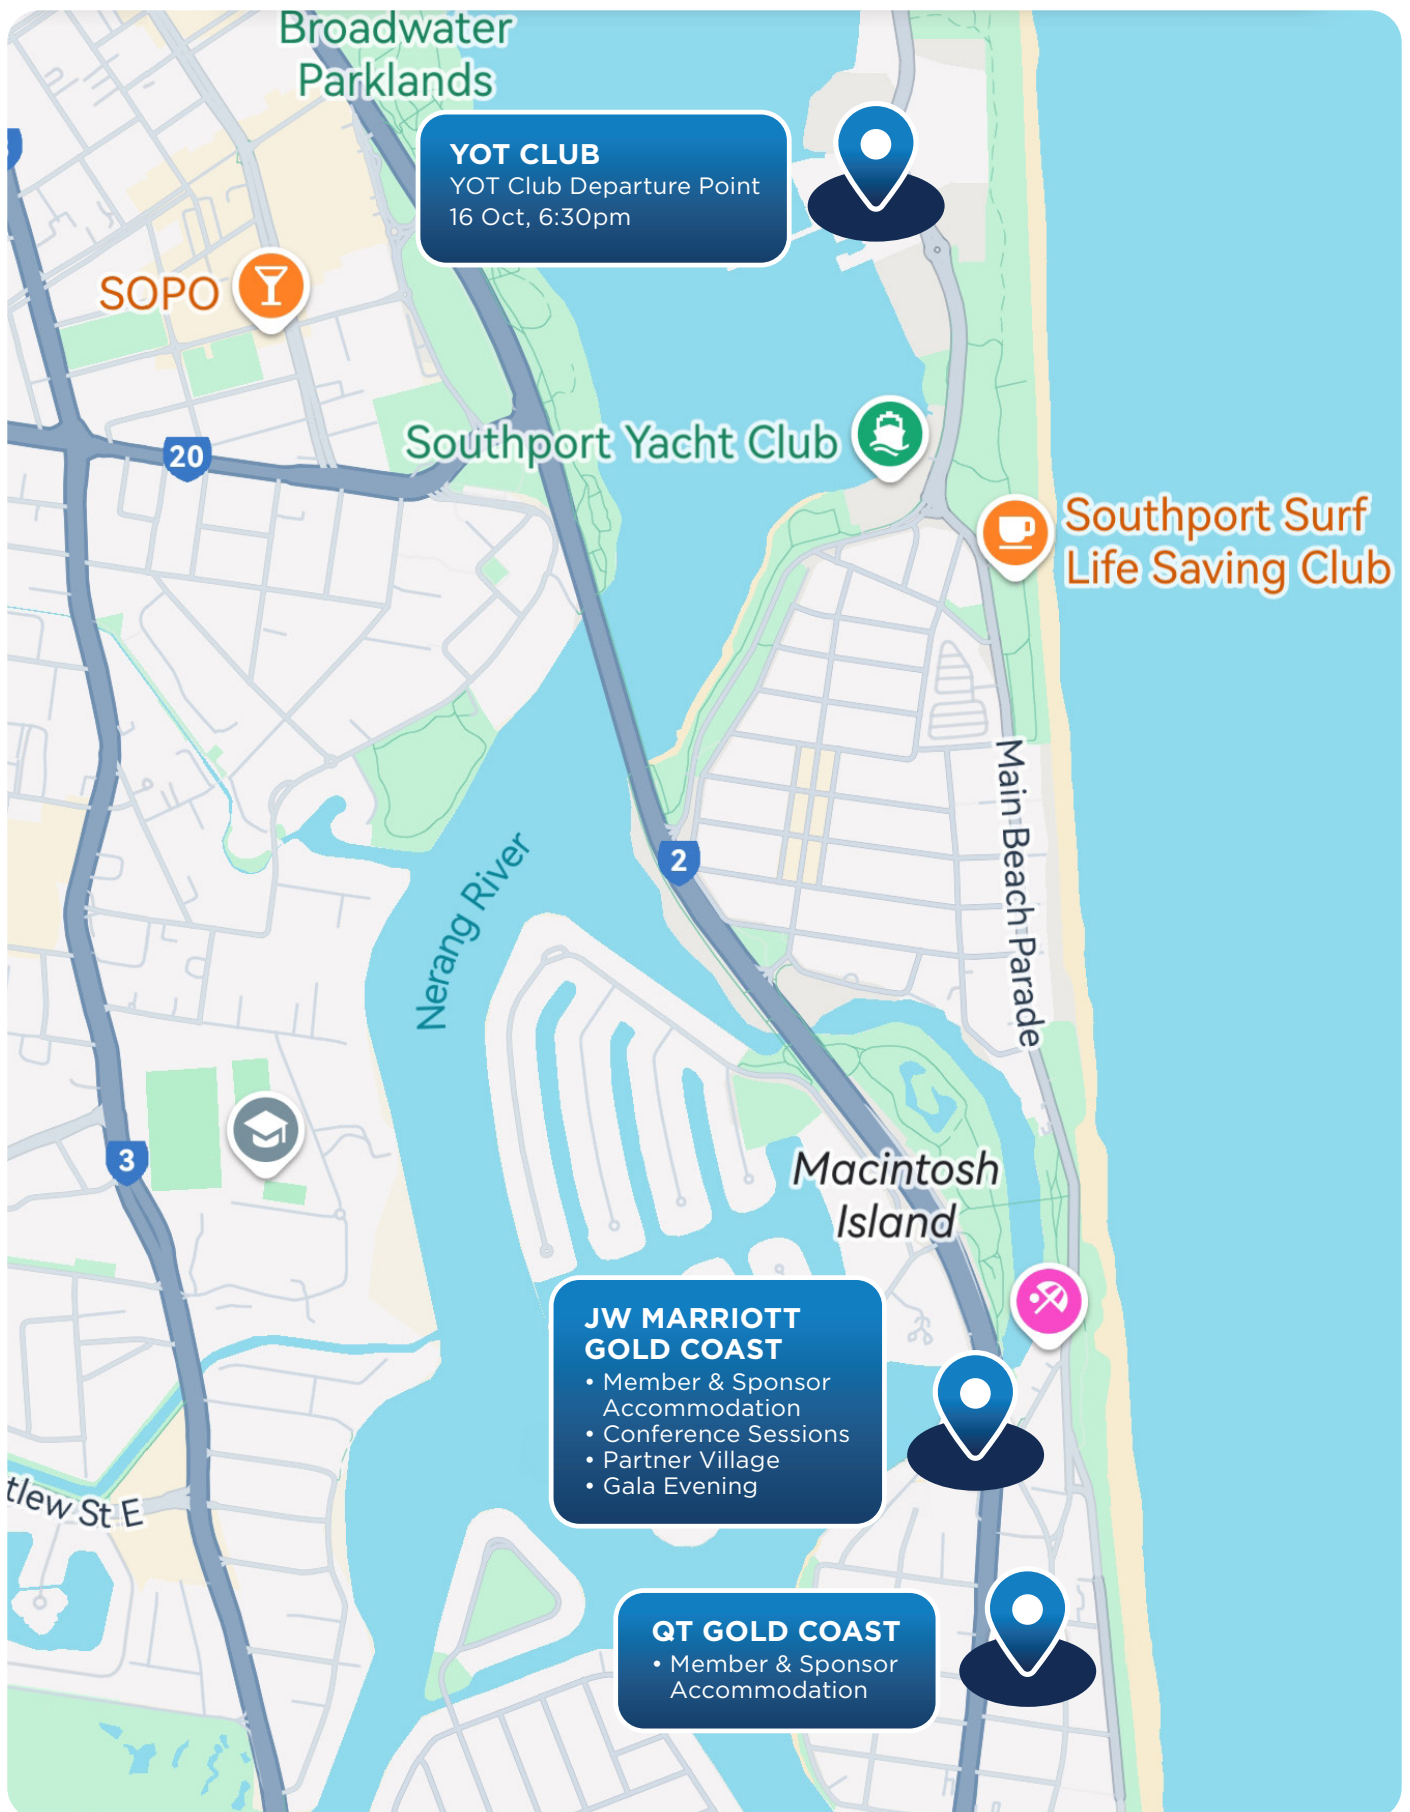 Broadwater
Parklands
YOT CLUB
YOT Club Departure Point
16 Oct, 6:30pm
SOPO
Southport Yacht Club
20
Southport Surf
Life Saving Club
Main Beach Parade
2
Nerang River
3
Macintosh
Island
JW MARRIOTT
GOLD COAST
• Member & Sponsor
Accommodation
• Conference Sessions
• Partner Village
• Gala Evening
tlew St E
QT GOLD COAST
• Member & Sponsor
Accommodation